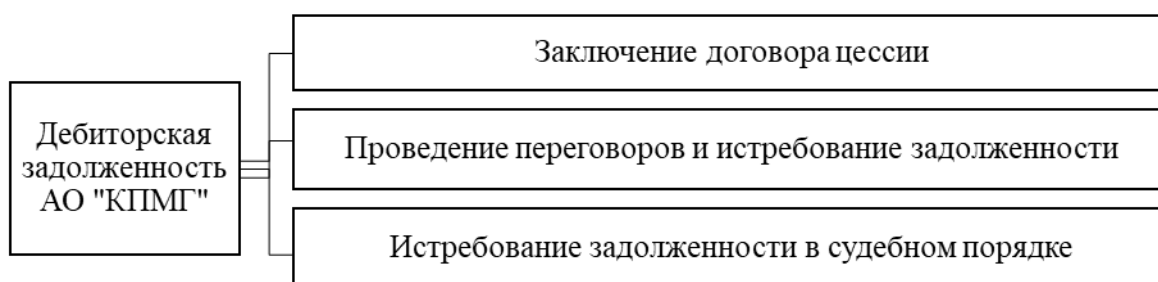 Заключение договора цессии
Дебиторская
задолженность
АО "КПМГ"
Проведение переговоров и истребование задолженности
Истребование задолженности в судебном порядке